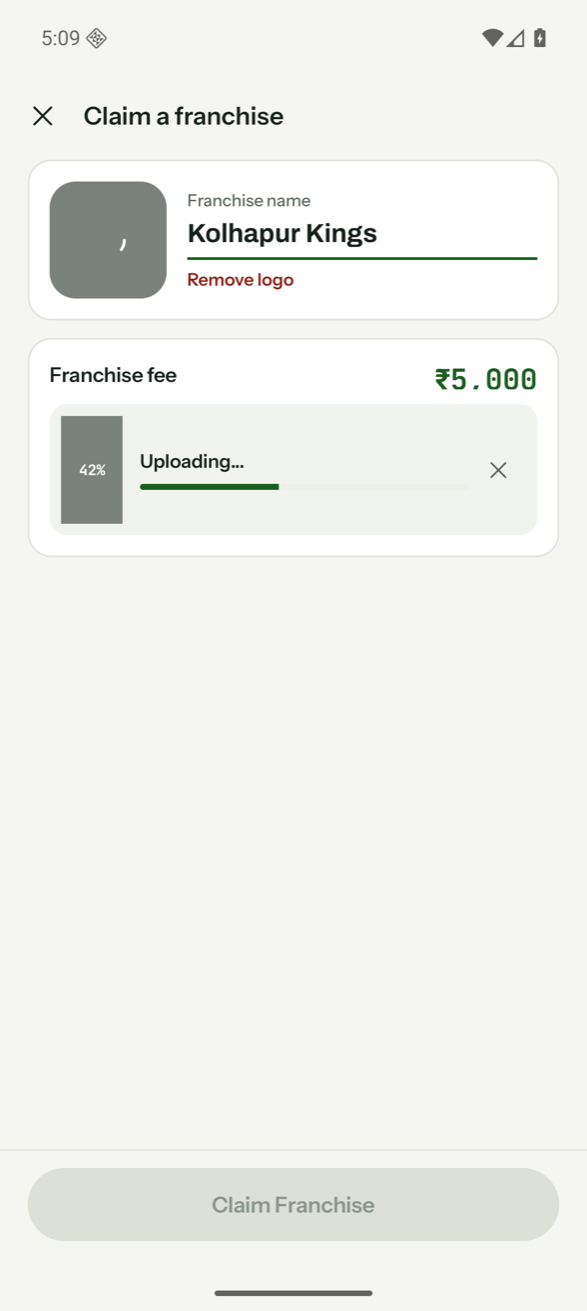 5:09
Claim a franchise
Franchise name
Kolhapur Kings
Remove logo
Franchise fee
₹5,000
42%
Uploading...
Claim Franchise